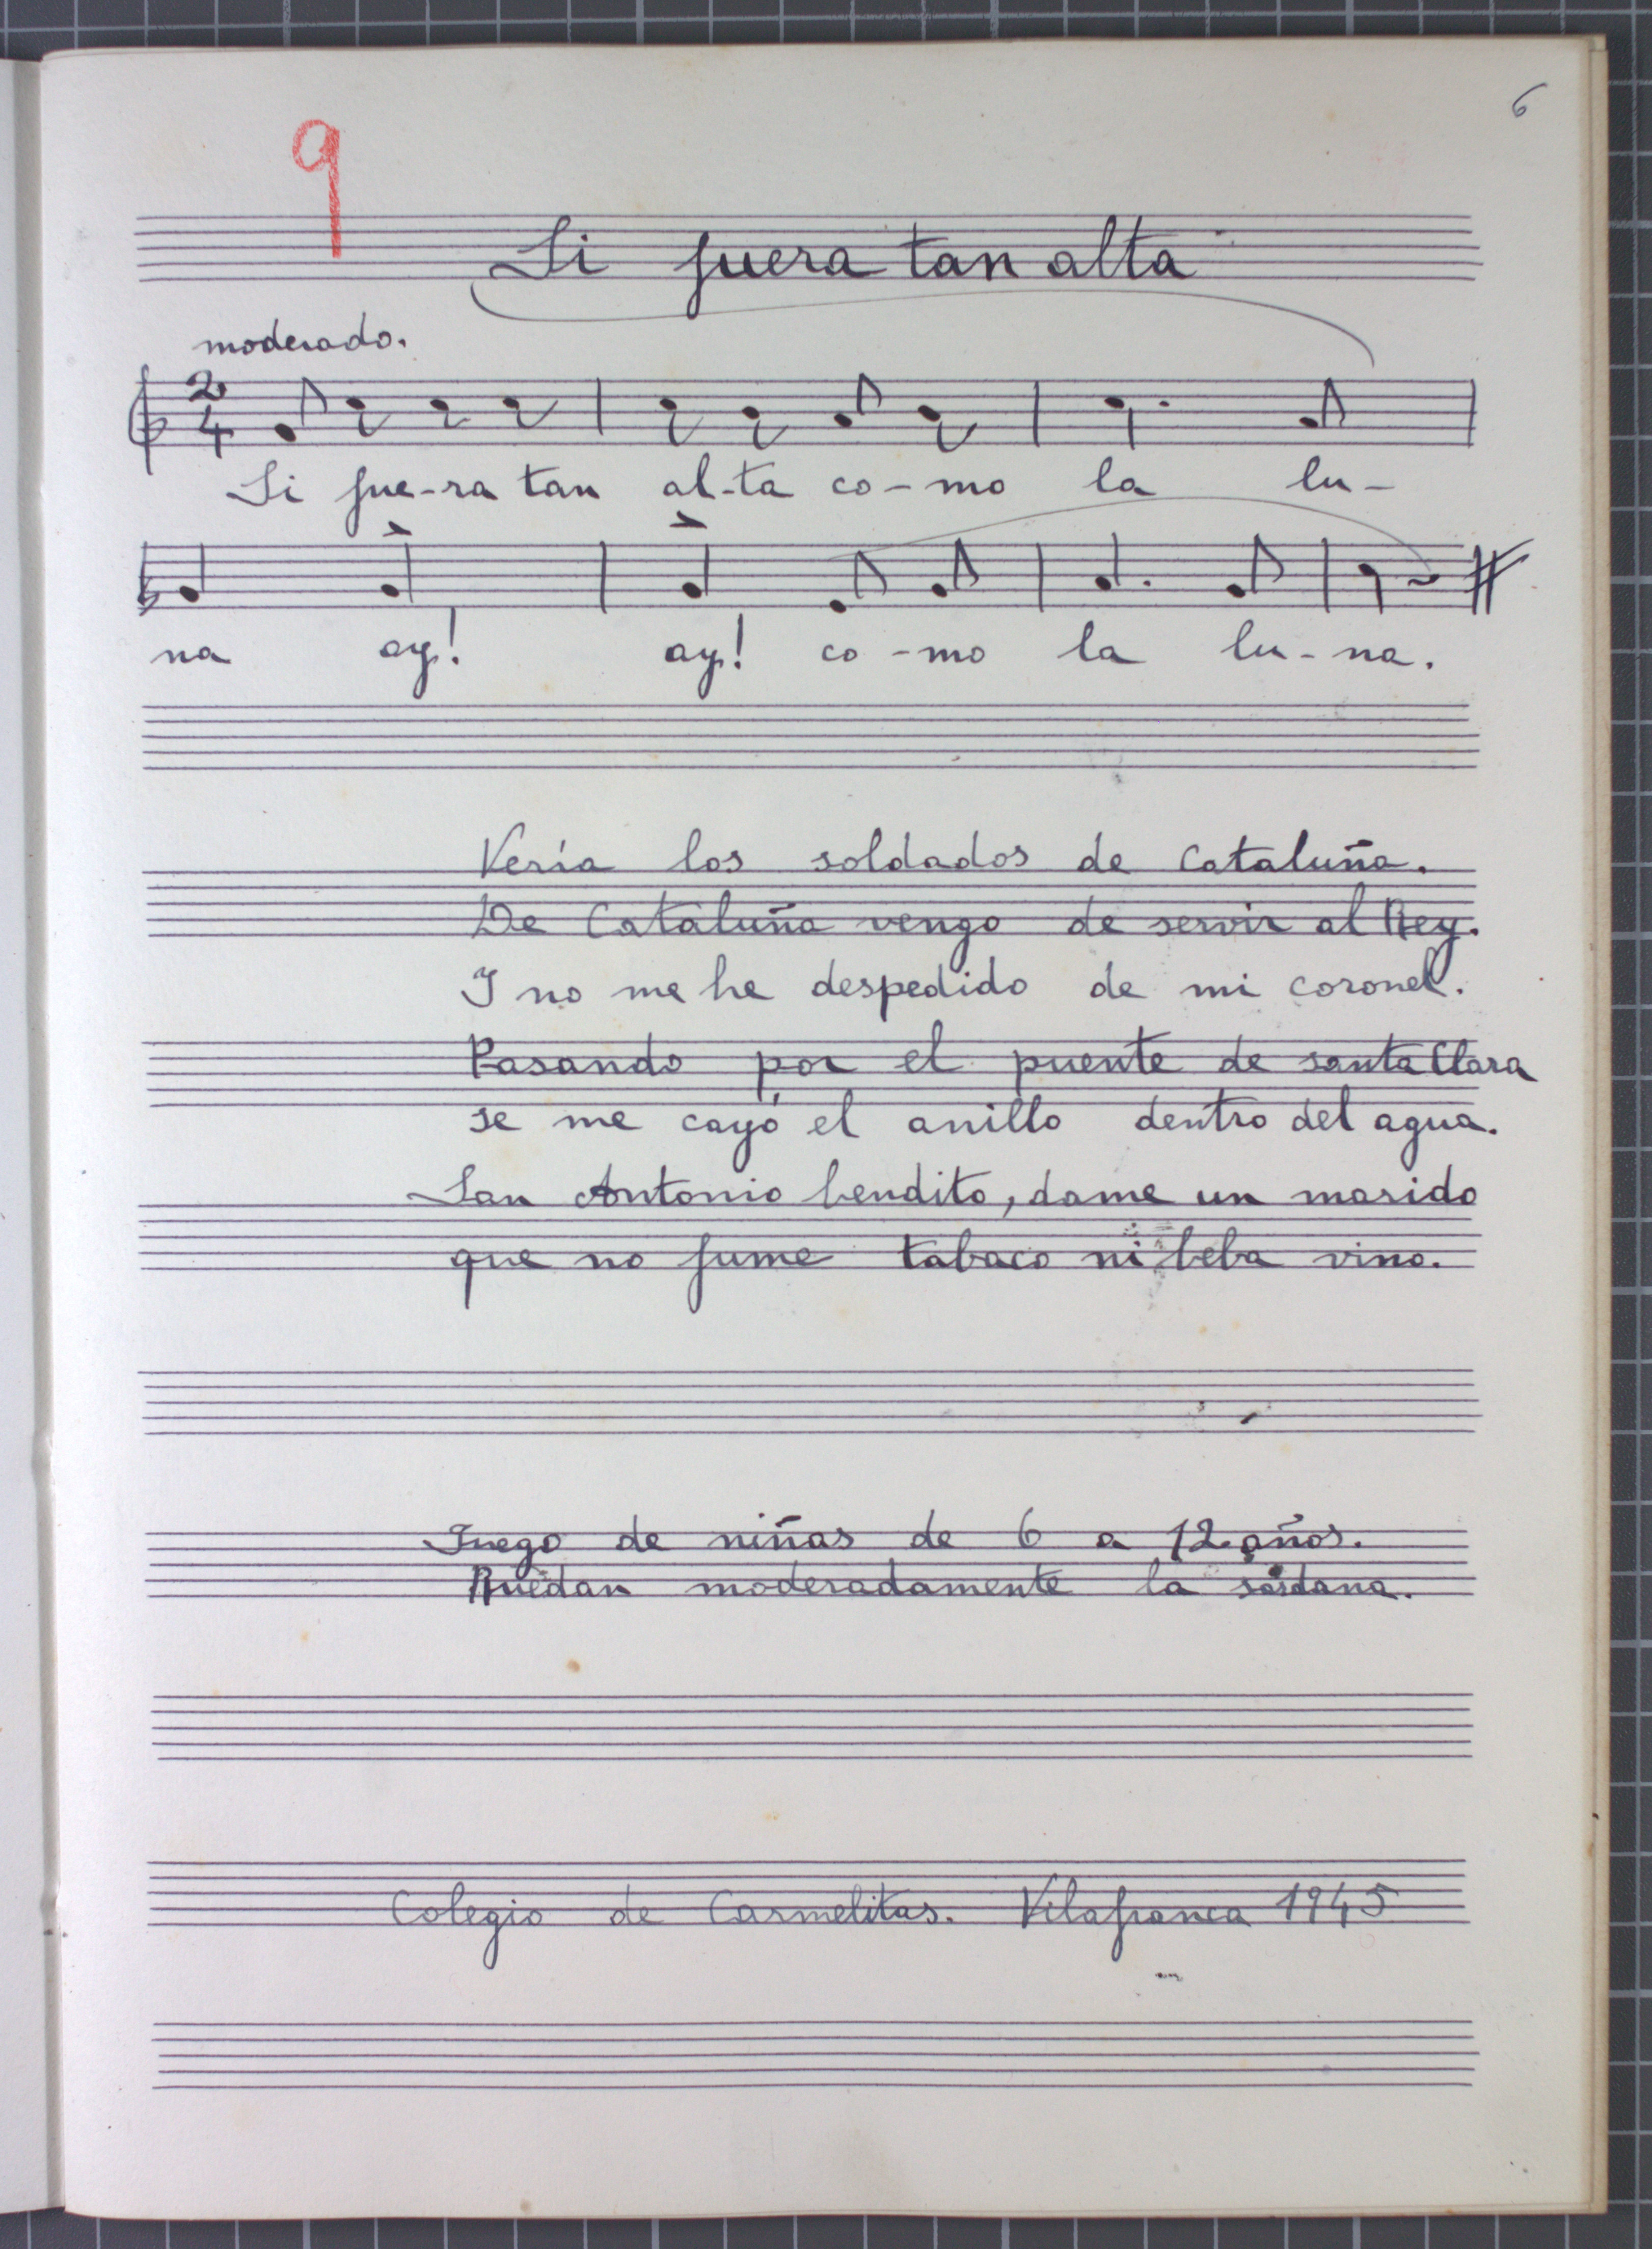 6
9
Si fuera tan alta
moderado.
2
4
Si fue-ra tan al-ta co-mo la lu-
na ay! ay! co-mo la lu-na.
Vería los soldados de Cataluña.
De Cataluña vengo de servir al Rey.
I no me he despedido de mi coronel.
Pasando por el puente de santa Clara
se me cayó el anillo dentro del agua.
San Antonio bendito, dame un marido
que no fume tabaco ni beba vino.
Juego de niñas de 6 a 12 años.
Ruedan moderadamente la sardana.
Colegio de Carmelitas. Vilafranca 1945